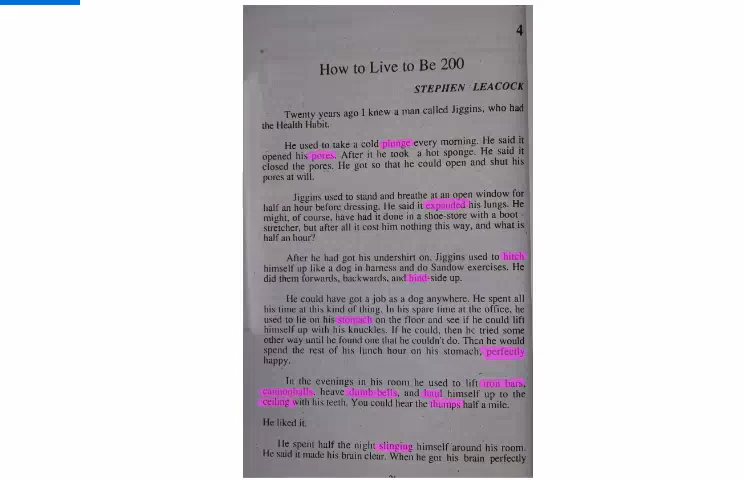 4
How to Live to Be 200
STEPHEN LEACOCK
Twenty years ago I knew a man called Jiggins, who had
the Health Habit.
He used to take a cold plunge every morning. He said it
opened his pores. After it he took a hot sponge. He said it
closed the pores. He got so that he could open and shut his
pores at will.
Jiggins used to stand and breathe at an open window for
half an hour before dressing. He said it expanded his lungs. He
might, of course, have had it done in a shoe-store with a boot -
stretcher, but after all it cost him nothing this way, and what is
half an hour?
After he had got his undershirt on, Jiggins used to hitch
himself up like a dog in harness and do Sandow exercises. He
did them forwards, backwards, and hind-side up.
He could have got a job as a dog anywhere. He spent all
his time at this kind of thing. In his spare time at the office, he
used to lie on his stomach on the floor and see if he could lift
himself up with his knuckles. If he could, then he tried some
other way until he found one that he couldn't do. Then he would
spend the rest of his lunch hour on his stomach, perfectly
happy.
In the evenings in his room he used to lift iron bars,
cannonballs, heave dumb-bells, and haul himself up to the
ceiling with his teeth. You could hear the thumps half a mile.
He liked it.
He spent half the night slinging himself around his room.
He said it made his brain clear. When he got his brain perfectly